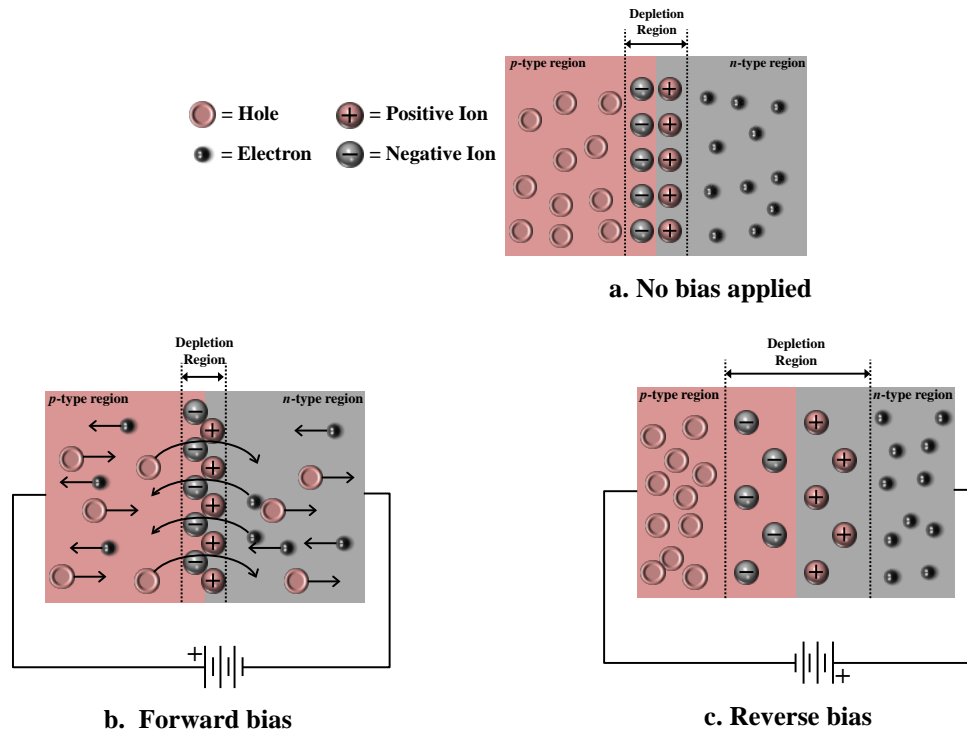 Depletion
Region
p-type region
n-type region
= Hole
= Positive Ion
= Electron
= Negative Ion
a. No bias applied
Depletion
Region
p-type region
n-type region
+
b. Forward bias
Depletion
Region
p-type region
n-type region
+
c. Reverse bias